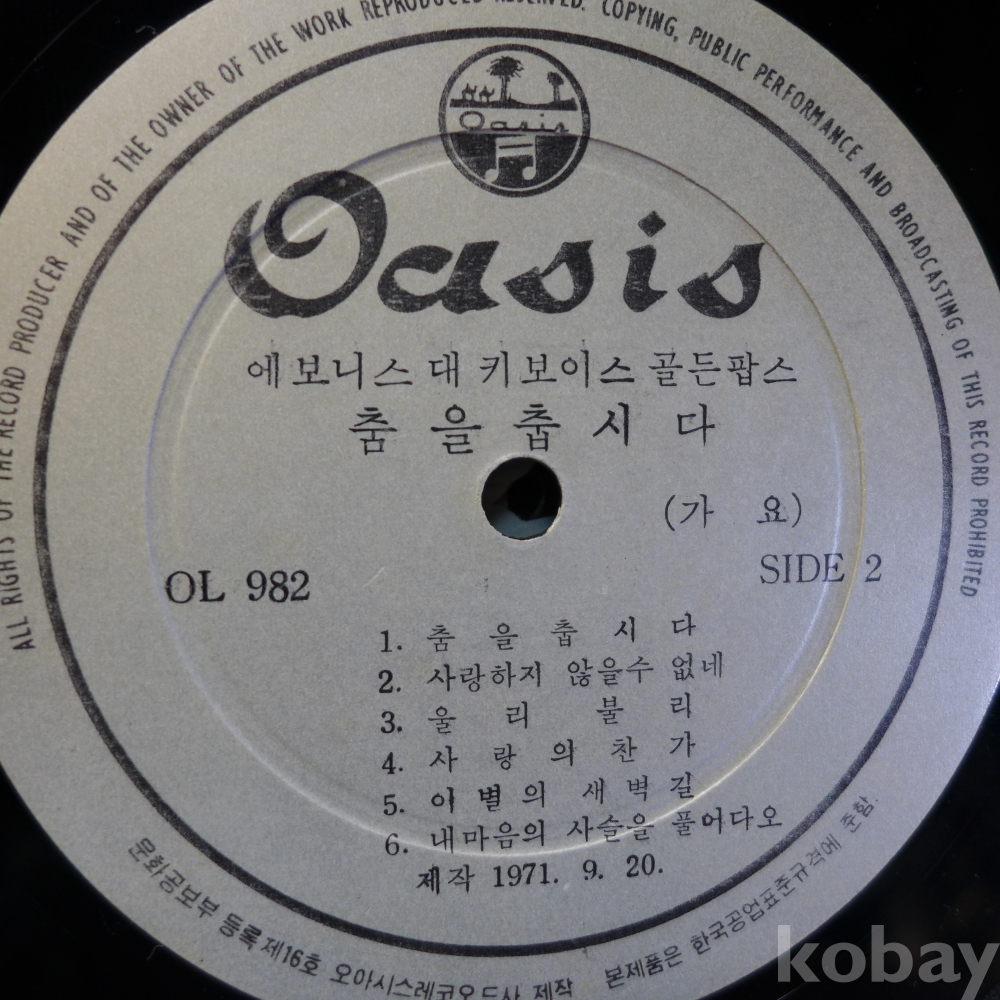 ALL RIGHTS OF THE RECORD PRODUCER AND OF THE OWNER OF THE WORK REPRODUCED RESERVED. COPYING, PUBLIC PERFORMANCE AND BROADCASTING OF THIS RECORD PROHIBITED
Oasis
Oasis
에보니스 대 키보이스 골든팝스
춤을춥시다
(가 요)
OL 982
SIDE 2
1. 춤을춥시다
2. 사랑하지 않을수 없네
3. 울리불리
4. 사랑의 찬가
5. 이별의 새벽길
6. 내마음의 사슬을 풀어다오
제작 1971. 9. 20.
문화공보부 등록 제16호 오아시스레코오드사 제작 본제품은 한국공업표준규격에 준함.
kobay